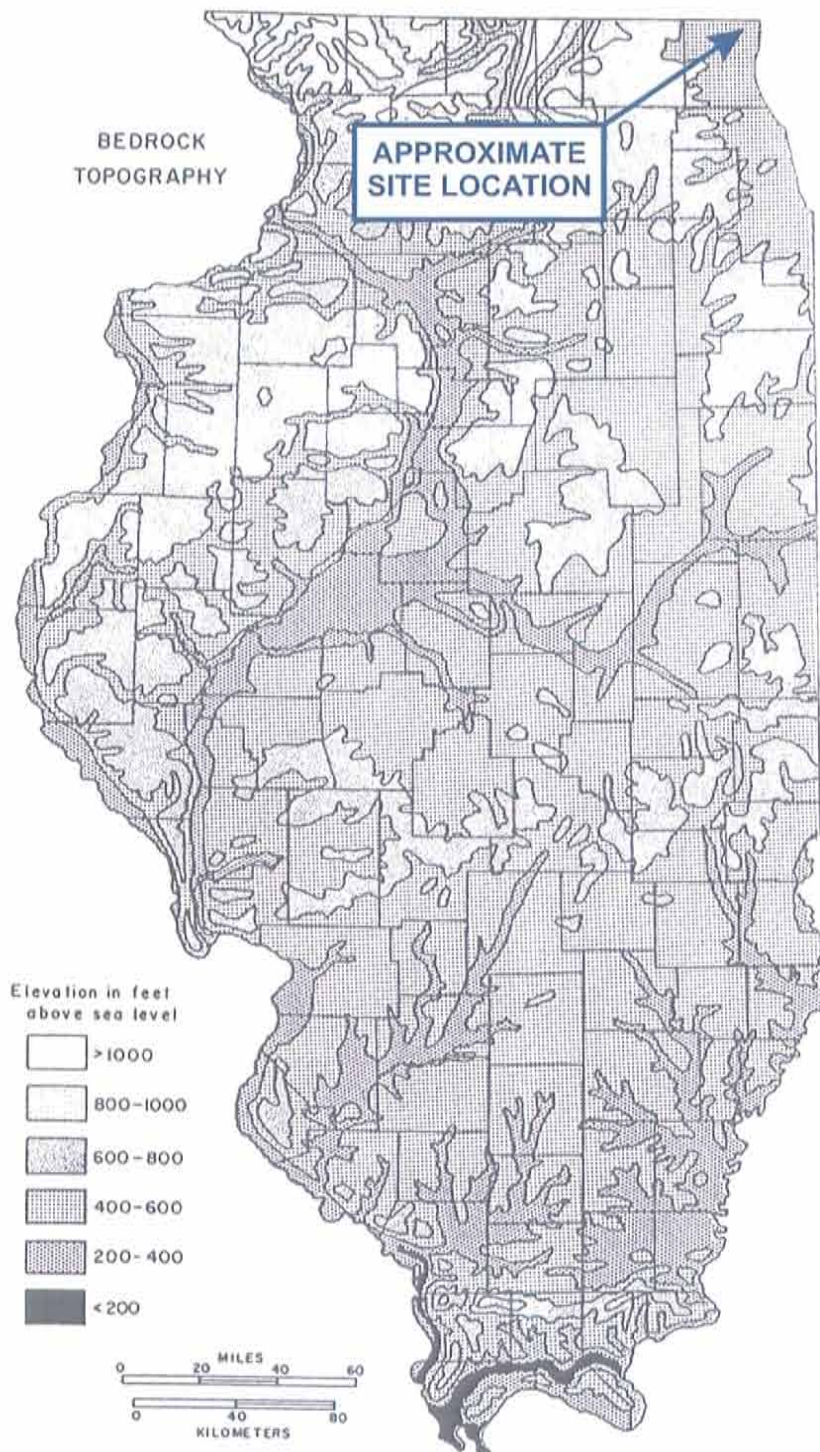 BEDROCK
TOPOGRAPHY
APPROXIMATE
SITE LOCATION
Elevation in feet
above sea level
>1000
800-1000
600-800
400-600
200-400
<200
MILES
0 20 40 60
0 40 80
KILOMETERS